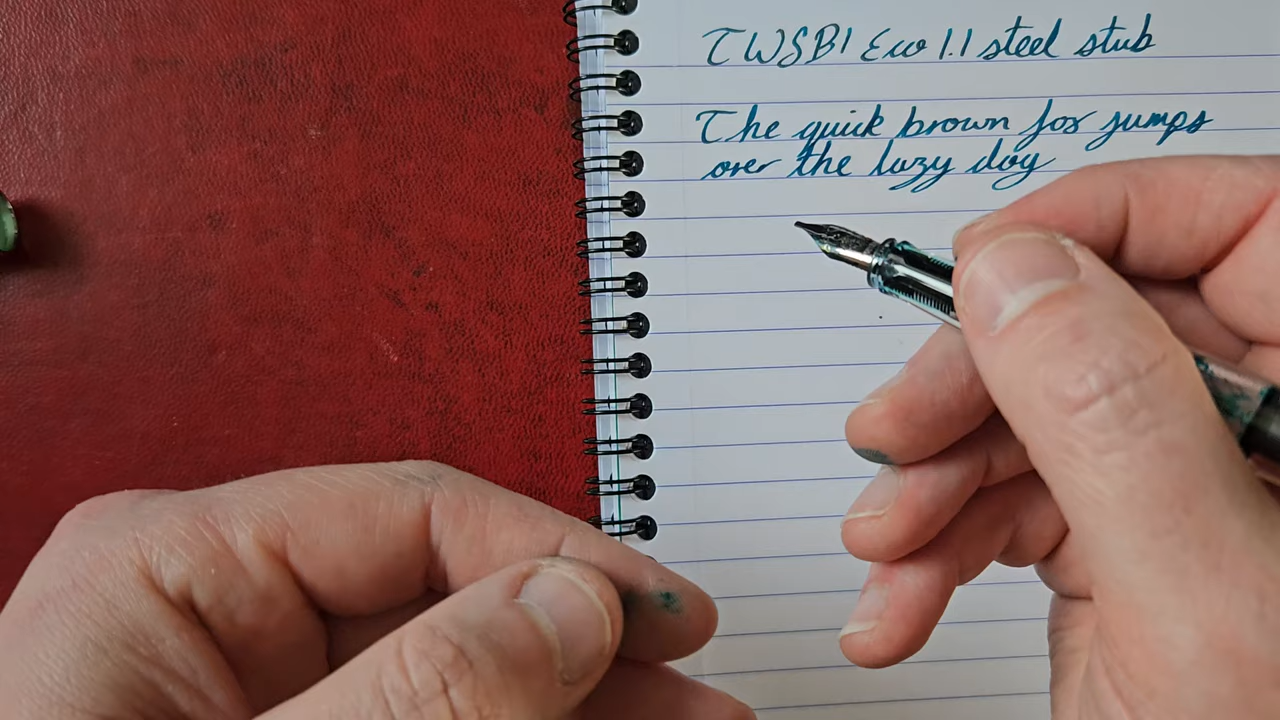 TWSBI Eco 1.1 steel stub
The quick brown fox jumps
over the lazy dog